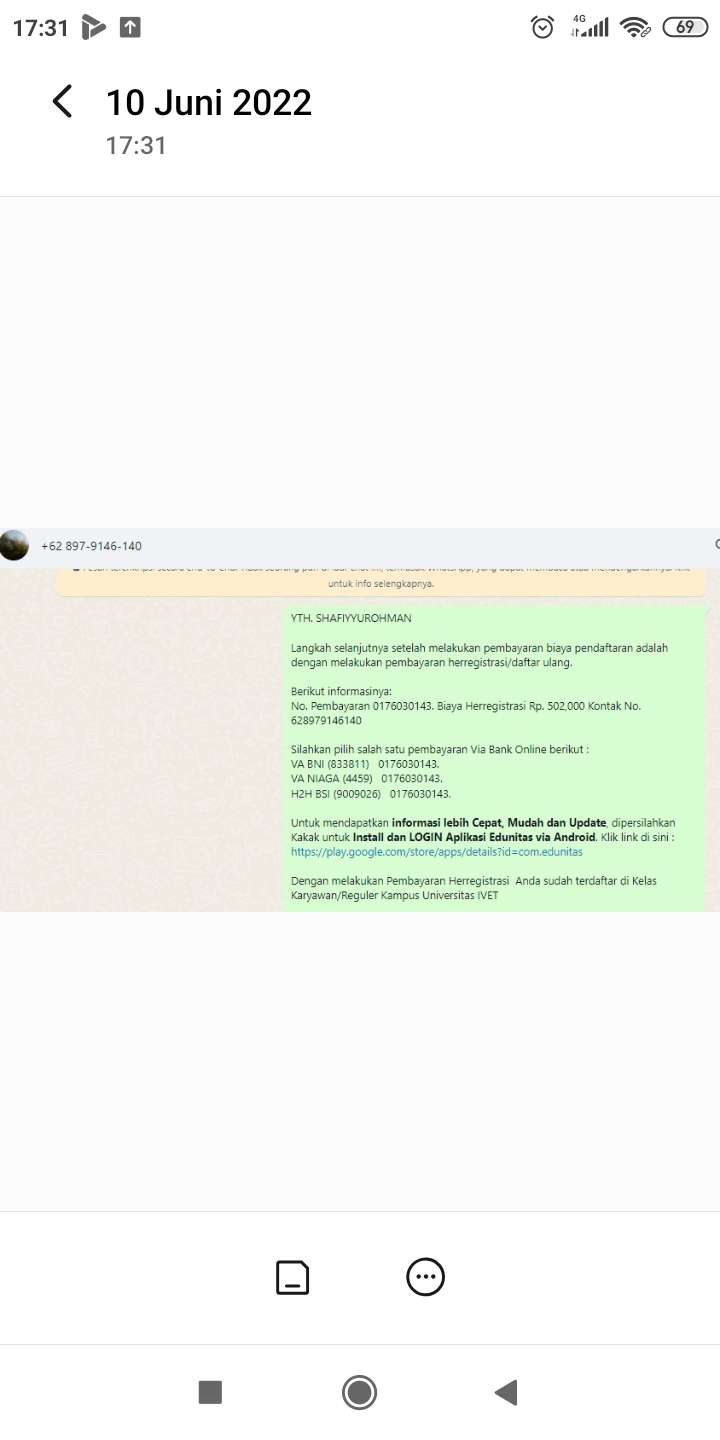 17:31
4G
69
10 Juni 2022
17:31
+62 897-9146-140
untuk info selengkapnya.
YTH. SHAFIYYUROHMAN
Langkah selanjutnya setelah melakukan pembayaran biaya pendaftaran adalah
dengan melakukan pembayaran herregistrasi/daftar ulang.
Berikut informasinya:
No. Pembayaran 0176030143. Biaya Herregistrasi Rp. 502,000 Kontak No.
628979146140
Silahkan pilih salah satu pembayaran Via Bank Online berikut :
VA BNI (833811) 0176030143.
VA NIAGA (4459) 0176030143.
H2H BSI (9009026) 0176030143.
Untuk mendapatkan informasi lebih Cepat, Mudah dan Update, dipersilahkan
Kakak untuk Install dan LOGIN Aplikasi Edunitas via Android. Klik link di sini :
https://play.google.com/store/apps/details?id=com.edunitas
Dengan melakukan Pembayaran Herregistrasi Anda sudah terdaftar di Kelas
Karyawan/Reguler Kampus Universitas IVET